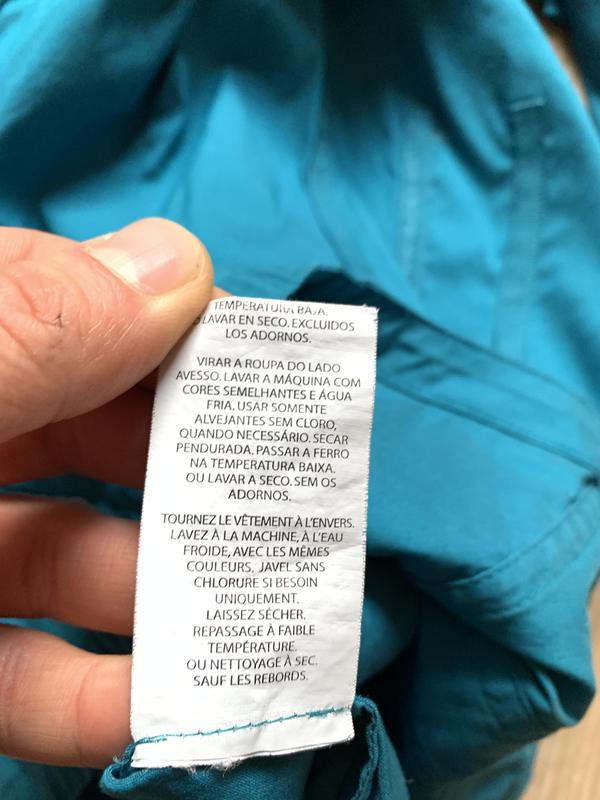 TEMPERATURA BAJA.
O LAVAR EN SECO. EXCLUIDOS
LOS ADORNOS.
VIRAR A ROUPA DO LADO
AVESSO. LAVAR A MÁQUINA COM
CORES SEMELHANTES E ÁGUA
FRIA. USAR SOMENTE
ALVEJANTES SEM CLORO,
QUANDO NECESSÁRIO. SECAR
PENDURADA. PASSAR A FERRO
NA TEMPERATURA BAIXA.
OU LAVAR A SECO. SEM OS
ADORNOS.
TOURNEZ LE VÊTEMENT À L'ENVERS.
LAVEZ À LA MACHINE, À L'EAU
FROIDE, AVEC LES MÊMES
COULEURS, JAVEL SANS
CHLORURE SI BESOIN
UNIQUEMENT.
LAISSEZ SÉCHER.
REPASSAGE À FAIBLE
TEMPÉRATURE.
OU NETTOYAGE À SEC.
SAUF LES REBORDS.